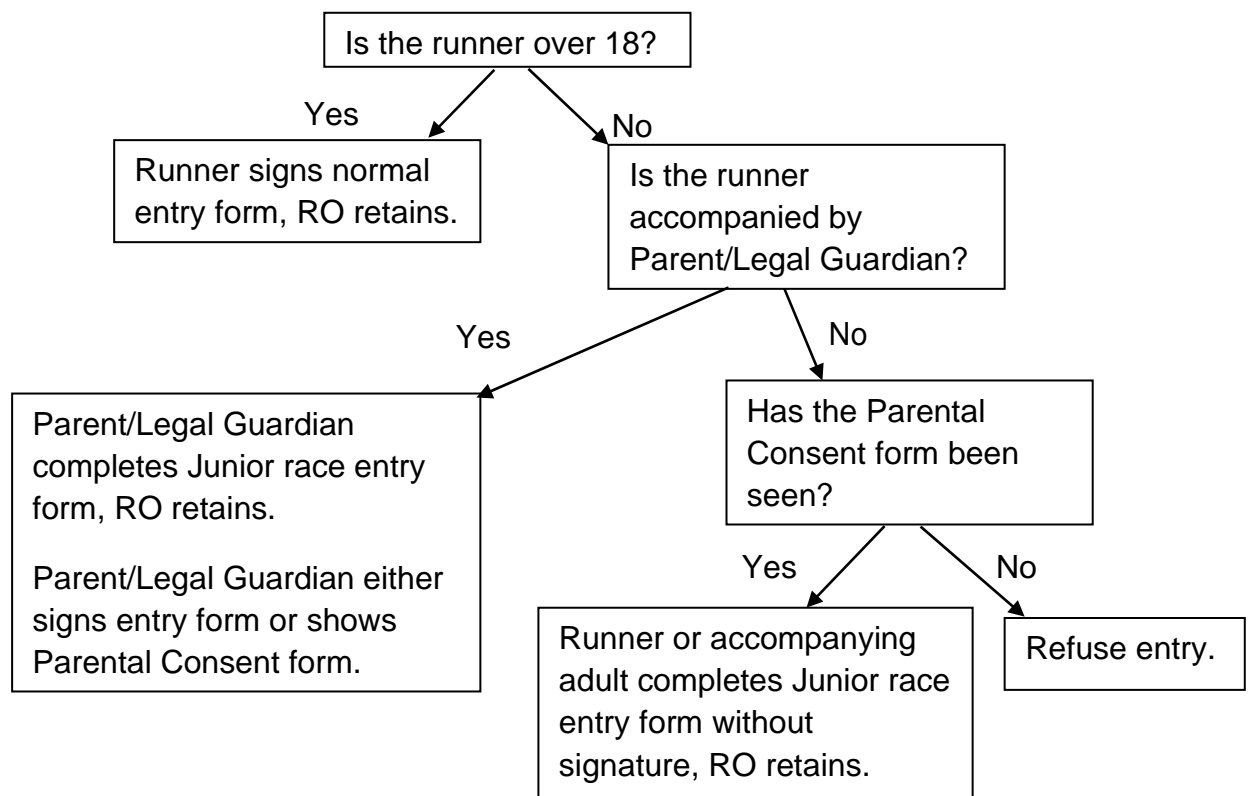 Is the runner over 18?
Yes
No
Runner signs normal
entry form, RO retains.
Is the runner
accompanied by
Parent/Legal Guardian?
Yes
No
Parent/Legal Guardian
completes Junior race entry
form, RO retains.
Parent/Legal Guardian either
signs entry form or shows
Parental Consent form.
Has the Parental
Consent form been
seen?
Yes
No
Runner or accompanying
adult completes Junior race
entry form without
signature, RO retains.
Refuse entry.